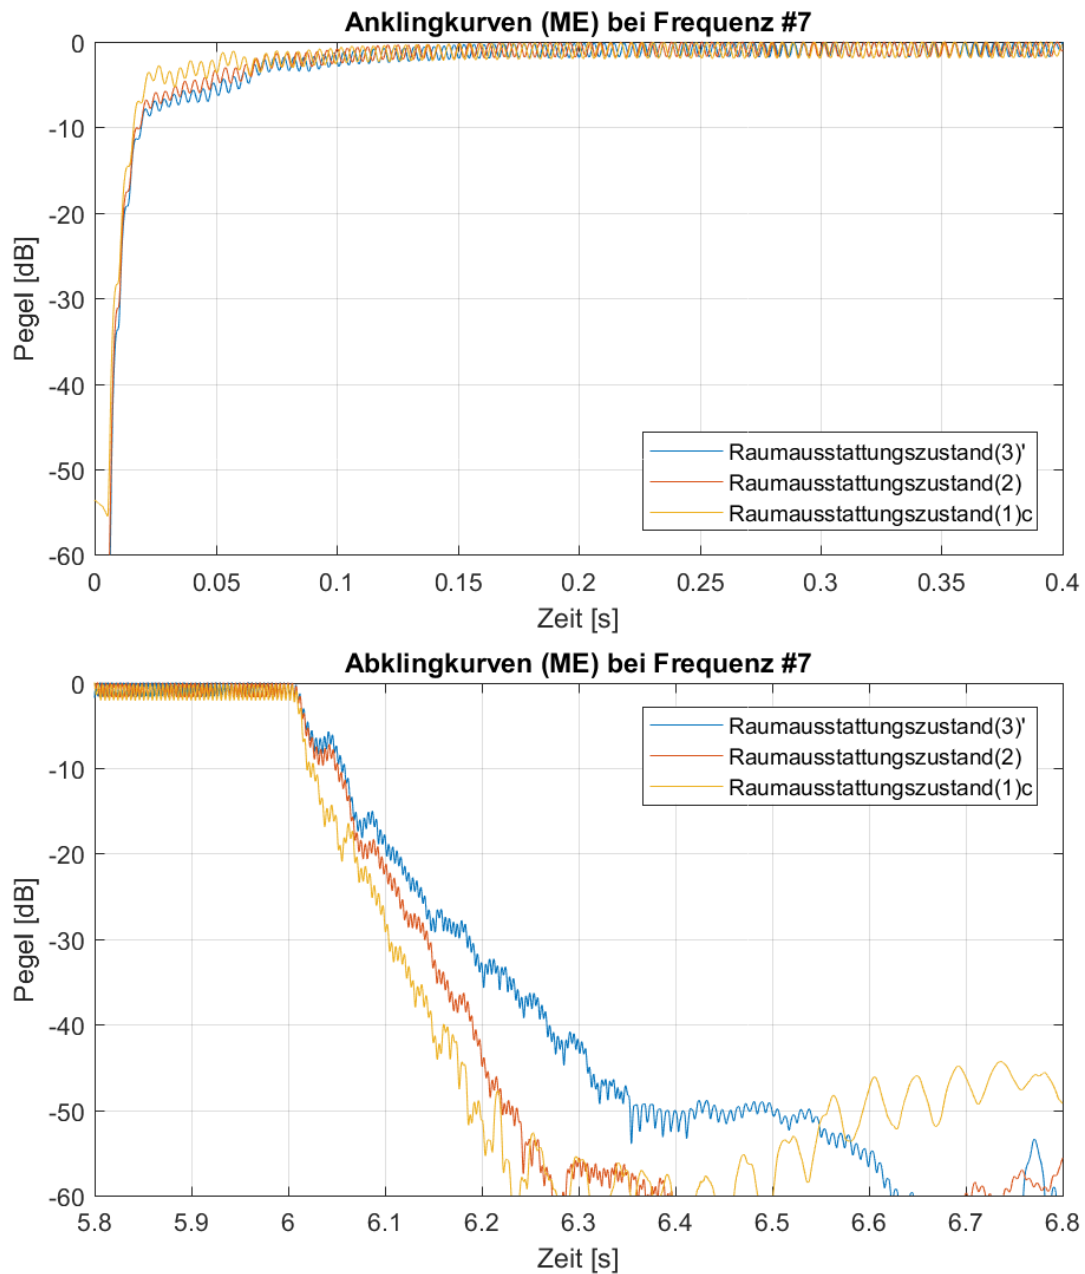 Anklingkurven (ME) bei Frequenz #7
0
-10
-20
-30
-40
-50
-60
Pegel [dB]
Raumausstattungszustand(3)'
Raumausstattungszustand(2)
Raumausstattungszustand(1)c
0 0.05 0.1 0.15 0.2 0.25 0.3 0.35 0.4
Zeit [s]
Abklingkurven (ME) bei Frequenz #7
0
-10
-20
-30
-40
-50
-60
Pegel [dB]
Raumausstattungszustand(3)'
Raumausstattungszustand(2)
Raumausstattungszustand(1)c
5.8 5.9 6 6.1 6.2 6.3 6.4 6.5 6.6 6.7 6.8
Zeit [s]